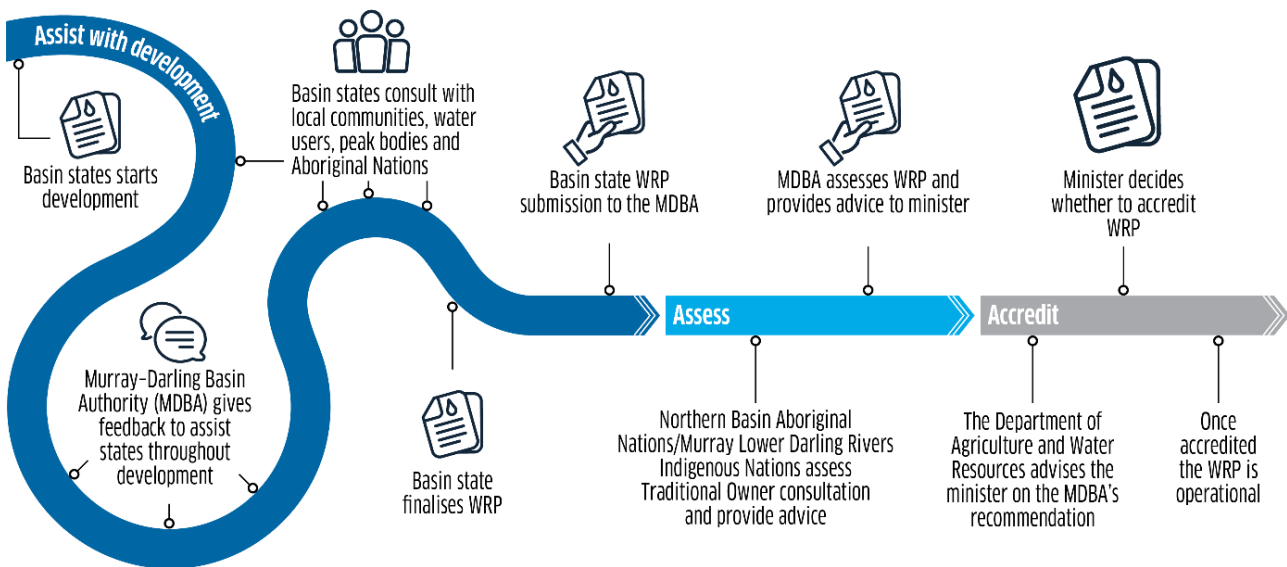 Assist with development
Basin states starts
development
Basin states consult with
local communities, water
users, peak bodies and
Aboriginal Nations
Murray–Darling Basin
Authority (MDBA) gives
feedback to assist
states throughout
development
Basin state
finalises WRP
Basin state WRP
submission to the MDBA
Assess
MDBA assesses WRP and
provides advice to minister
Northern Basin Aboriginal
Nations/Murray Lower Darling Rivers
Indigenous Nations assess
Traditional Owner consultation
and provide advice
Accredit
Minister decides
whether to accredit
WRP
The Department of
Agriculture and Water
Resources advises the
minister on the MDBA's
recommendation
Once
accredited
the WRP is
operational